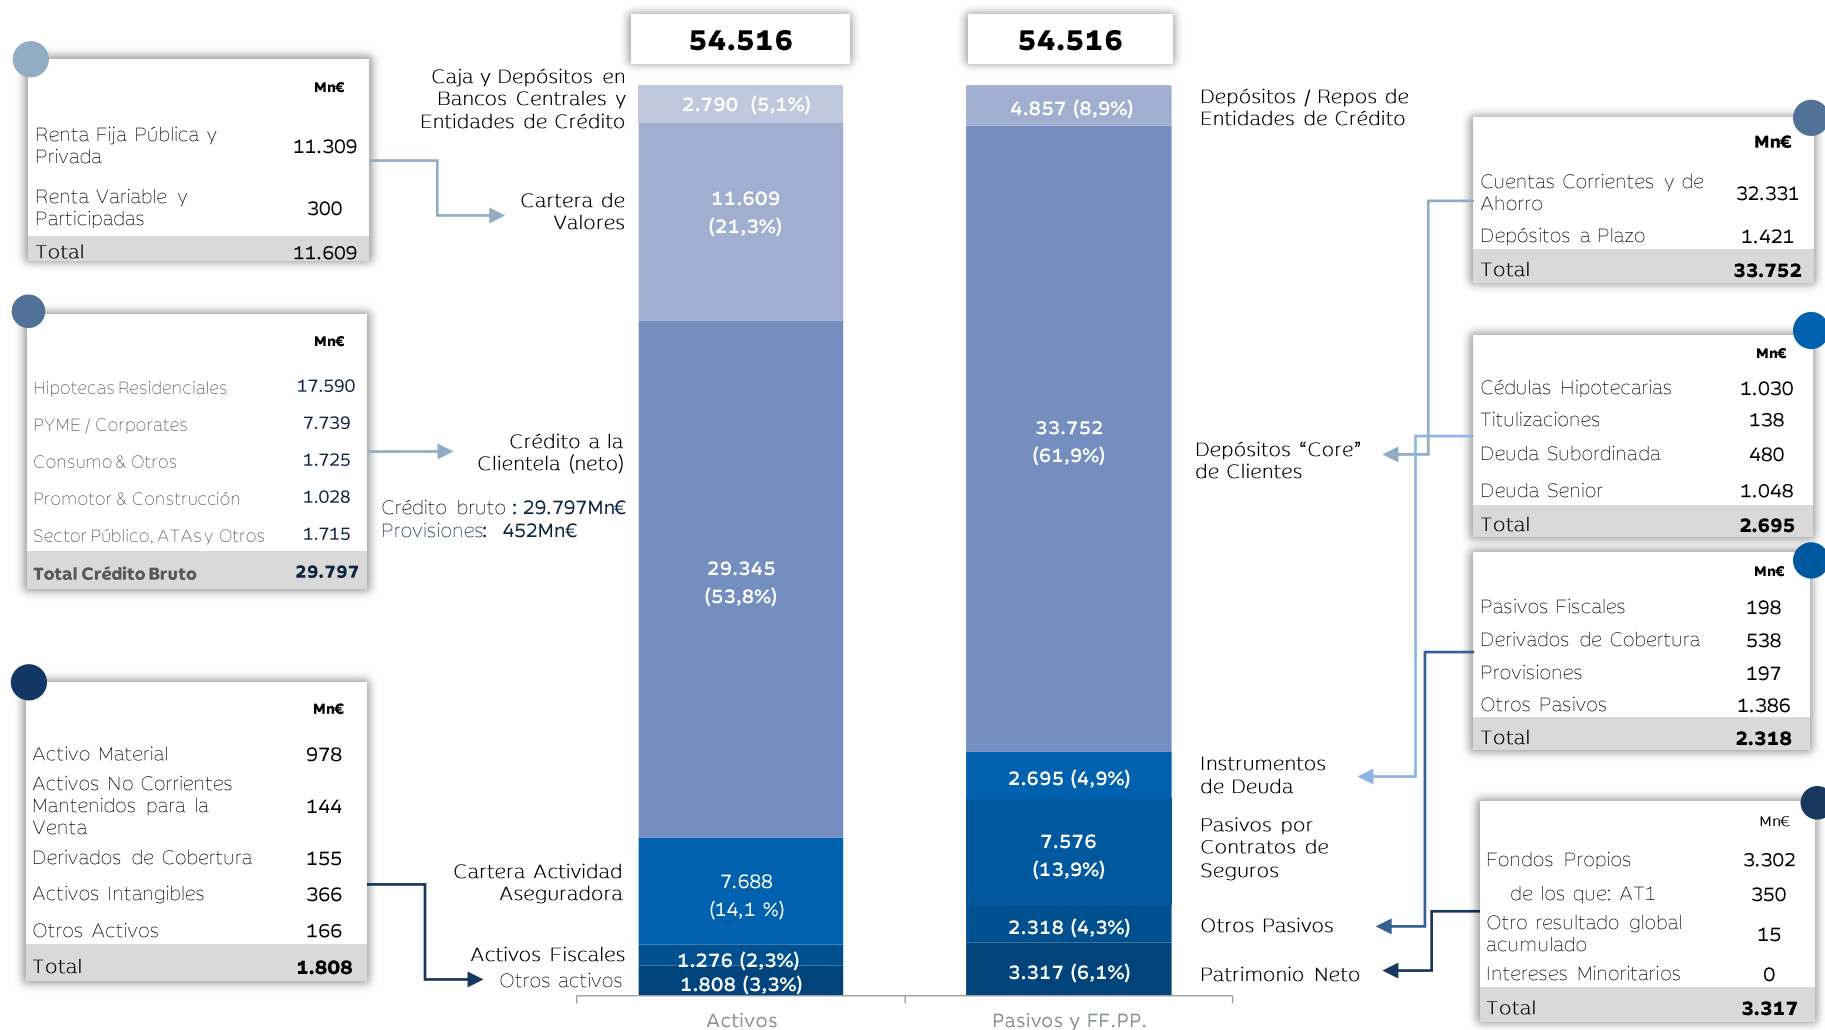 54.516
54.516
Mn€
Renta Fija Pública y
Privada
11.309
Renta Variable y
Participadas
300
Total
11.609
Mn€
Hipotecas Residenciales
17.590
PYME / Corporates
7.739
Consumo & Otros
1.725
Promotor & Construcción
1.028
Sector Público, ATAs y Otros
1.715
Total Crédito Bruto
29.797
Mn€
Activo Material
978
Activos No Corrientes
Mantenidos para la
Venta
144
Derivados de Cobertura
155
Activos Intangibles
366
Otros Activos
166
Total
1.808
Caja y Depósitos en
Bancos Centrales y
Entidades de Crédito
Cartera de
Valores
Crédito a la
Clientela (neto)
Crédito bruto : 29.797Mn€
Provisiones: 452Mn€
Cartera Actividad
Aseguradora
Activos Fiscales
Otros activos
2.790 (5,1%)
11.609
(21,3%)
29.345
(53,8%)
7.688
(14,1 %)
1.276 (2,3%)
1.808 (3,3%)
Activos
4.857 (8,9%)
33.752
(61,9%)
2.695 (4,9%)
7.576
(13,9%)
2.318 (4,3%)
3.317 (6,1%)
Pasivos y FF.PP.
Depósitos / Repos de
Entidades de Crédito
Depósitos “Core”
de Clientes
Instrumentos
de Deuda
Pasivos por
Contratos de
Seguros
Otros Pasivos
Patrimonio Neto
Mn€
Cuentas Corrientes y de
Ahorro
32.331
Depósitos a Plazo
1.421
Total
33.752
Mn€
Cédulas Hipotecarias
1.030
Titulizaciones
138
Deuda Subordinada
480
Deuda Senior
1.048
Total
2.695
Mn€
Pasivos Fiscales
198
Derivados de Cobertura
538
Provisiones
197
Otros Pasivos
1.386
Total
2.318
Mn€
Fondos Propios
3.302
de los que: AT1
350
Otro resultado global
acumulado
15
Intereses Minoritarios
0
Total
3.317